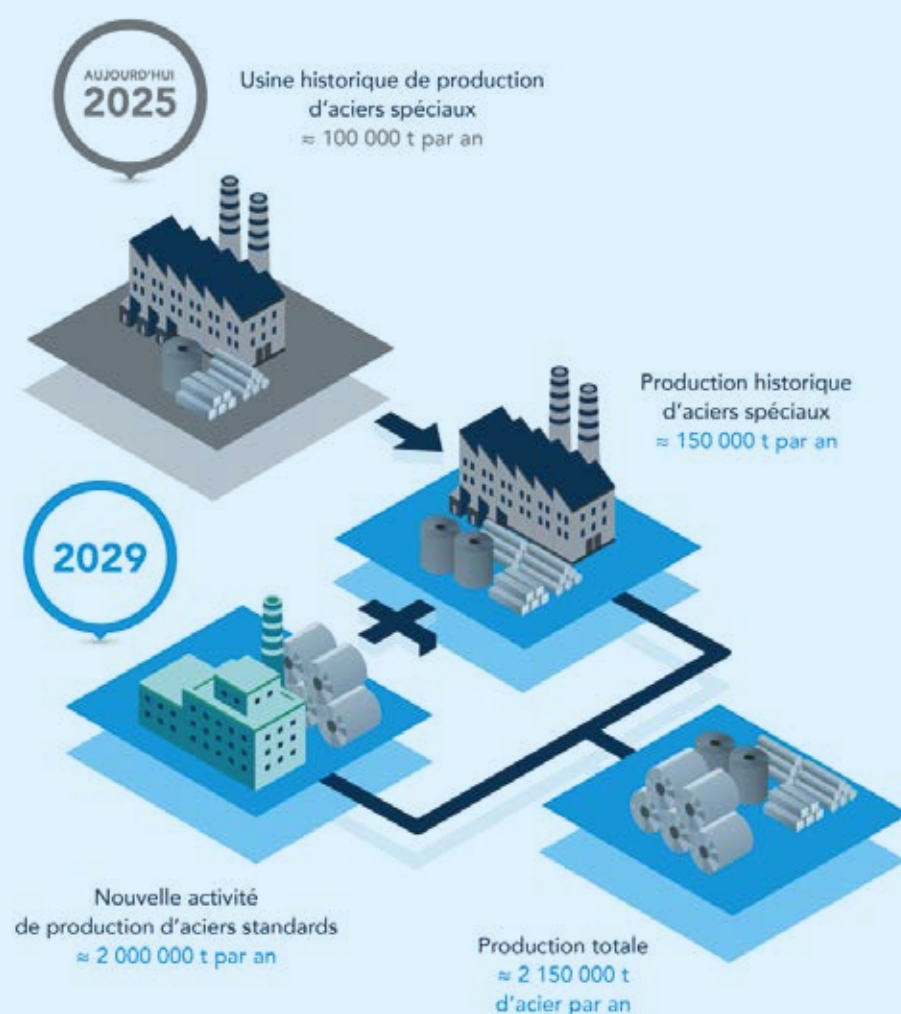 AUJOURD'HUI
2025
Usine historique de production
d'aciers spéciaux
≈ 100 000 t par an
Production historique
d'aciers spéciaux
≈ 150 000 t par an
2029
Nouvelle activité
de production d'aciers standards
≈ 2 000 000 t par an
Production totale
≈ 2 150 000 t
d'acier par an